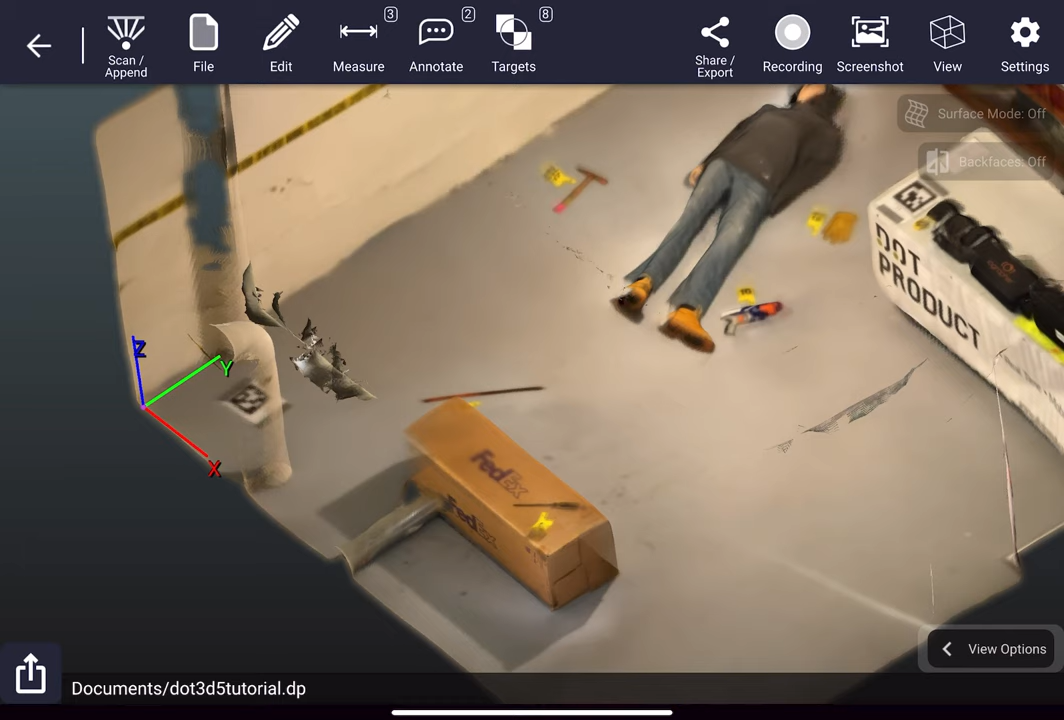 3
2
8
Scan /
Append
File
Edit
Measure
Annotate
Targets
Share /
Export
Recording
Screenshot
View
Settings
Surface Mode: Off
Backfaces: Off
DOT
PRODUCT
Z
Y
X
FedEx
FedEx
View Options
Documents/dot3d5tutorial.dp